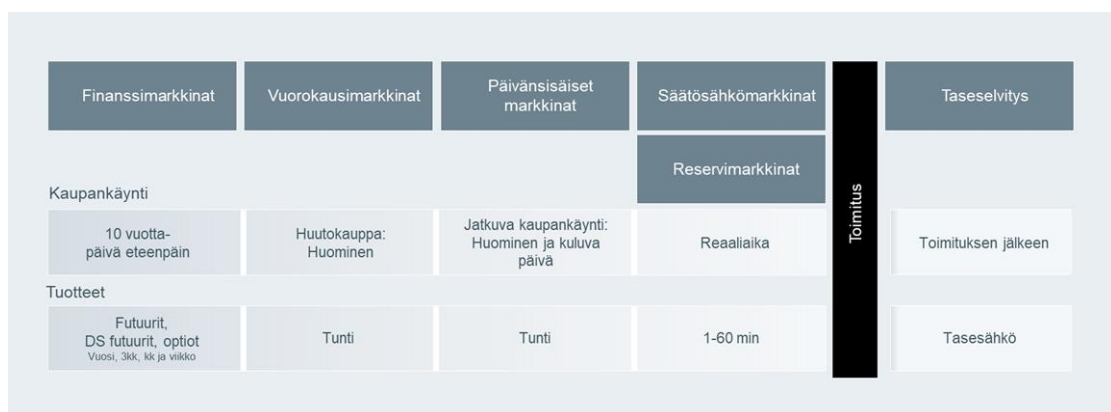 Finanssimarkkinat
Vuorokausimarkkinat
Päivänsisäiset
markkinat
Säätösähkömarkkinat
Taseselvitys
Reservimarkkinat
Toimitus
Kaupankäynti
10 vuotta-
päivä eteenpäin
Huutokauppa:
Huominen
Jatkuva kaupankäynti:
Huominen ja kuluva
päivä
Reaaliaika
Toimituksen jälkeen
Tuotteet
Futuurit,
DS futuurit, optiot
Vuosi, 3kk, kk ja viikko
Tunti
Tunti
1-60 min
Tasesähkö